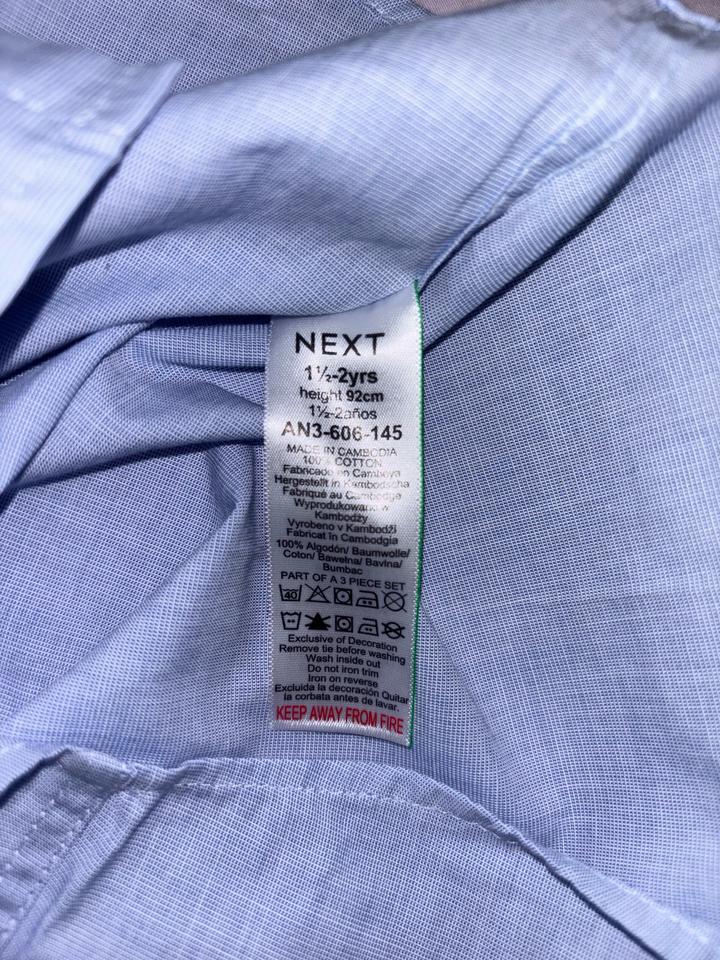 NEXT
1½-2yrs
height 92cm
1½-2años
AN3-606-145
MADE IN CAMBODIA
100% COTTON
Fabricado en Camboya
Hergestellt in Kambodscha
Fabriqué au Cambodge
Wyprodukowano w
Kambodży
Vyrobeno v Kambodži
Fabricat în Cambodgia
100% Algodón/ Baumwolle/
Coton/ Bawełna/ Bavlna/
Bumbac
PART OF A 3 PIECE SET
40
Exclusive of Decoration
Remove tie before washing
Wash inside out
Do not iron trim
Iron on reverse
Excluida la decoración Quitar
la corbata antes de lavar.
KEEP AWAY FROM FIRE